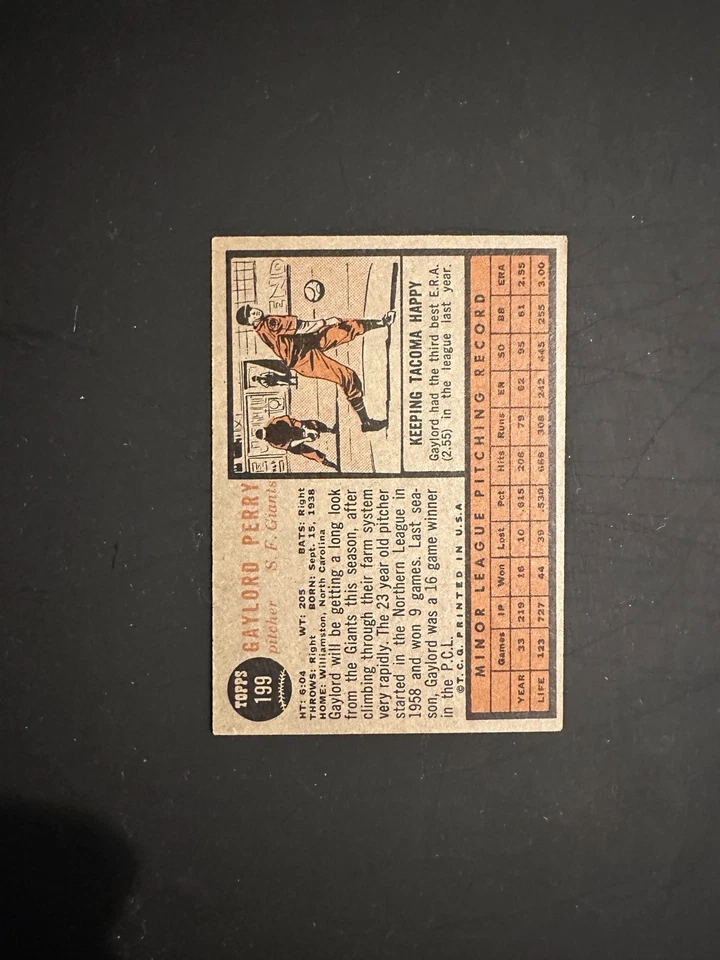 TOPPS
199
GAYLORD PERRY
pitcher S. F. Giants
HT: 6:04 WT: 205 BATS: Right
THROWS: Right BORN: Sept. 15, 1938
HOME: Williamston, North Carolina
Gaylord will be getting a long look
from the Giants this season, after
climbing through their farm system
very rapidly. The 23 year old pitcher
started in the Northern League in
1958 and won 9 games. Last sea-
son, Gaylord was a 16 game winner
in the P.C.L.
©T.C.G. PRINTED IN U.S.A
KEEPING TACOMA HAPPY
Gaylord had the third best E.R.A.
(2.55) in the league last year.
MINOR LEAGUE PITCHING RECORD
Games IP Won Lost Pct Hits Runs ER SO BB ERA
YEAR 33 219 16 10 .615 208 79 62 95 61 2.55
LIFE 123 727 44 39 .530 668 308 242 445 255 3.00